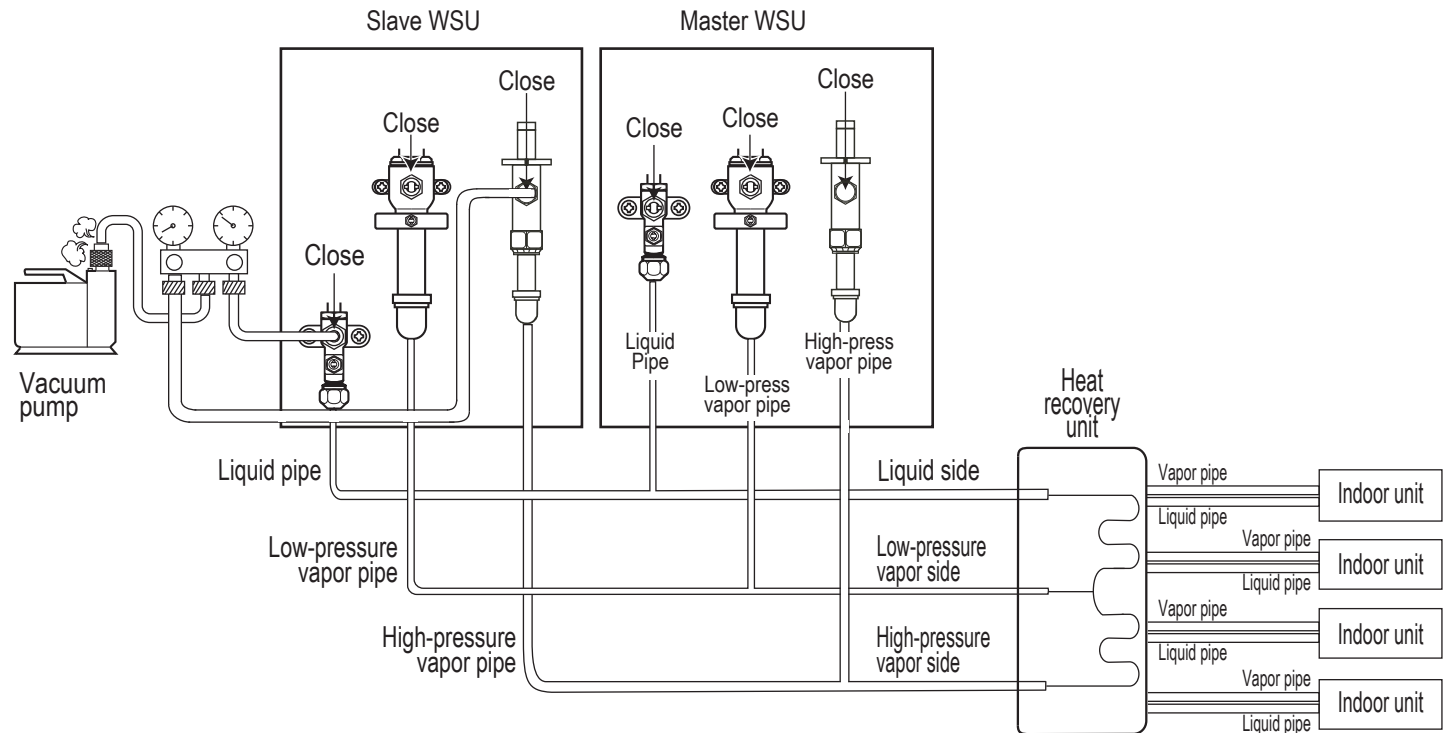 Slave WSU
Master WSU
Close
Close
Close
Close
Close
Close
Vacuum
pump
Liquid
Pipe
Low-press
vapor pipe
High-press
vapor pipe
Heat
recovery
unit
Liquid pipe
Liquid side
Low-pressure
vapor pipe
Low-pressure
vapor side
High-pressure
vapor pipe
High-pressure
vapor side
Vapor pipe
Liquid pipe
Indoor unit
Vapor pipe
Liquid pipe
Indoor unit
Vapor pipe
Liquid pipe
Indoor unit
Vapor pipe
Liquid pipe
Indoor unit